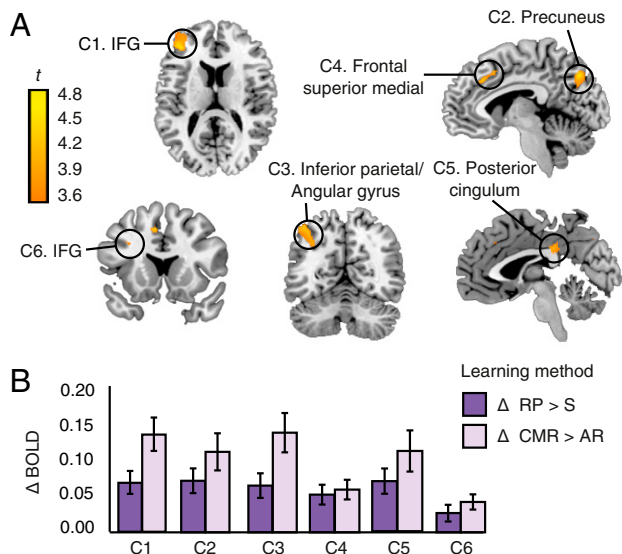 A
C1. IFG
C2. Precuneus
C4. Frontal
superior medial
t
4.8
4.5
4.2
3.9
3.6
C3. Inferior parietal/
Angular gyrus
C5. Posterior
cingulum
C6. IFG
B
Learning method
Δ RP > S
Δ CMR > AR
Δ BOLD
0.20
0.15
0.10
0.05
0.00
C1 C2 C3 C4 C5 C6